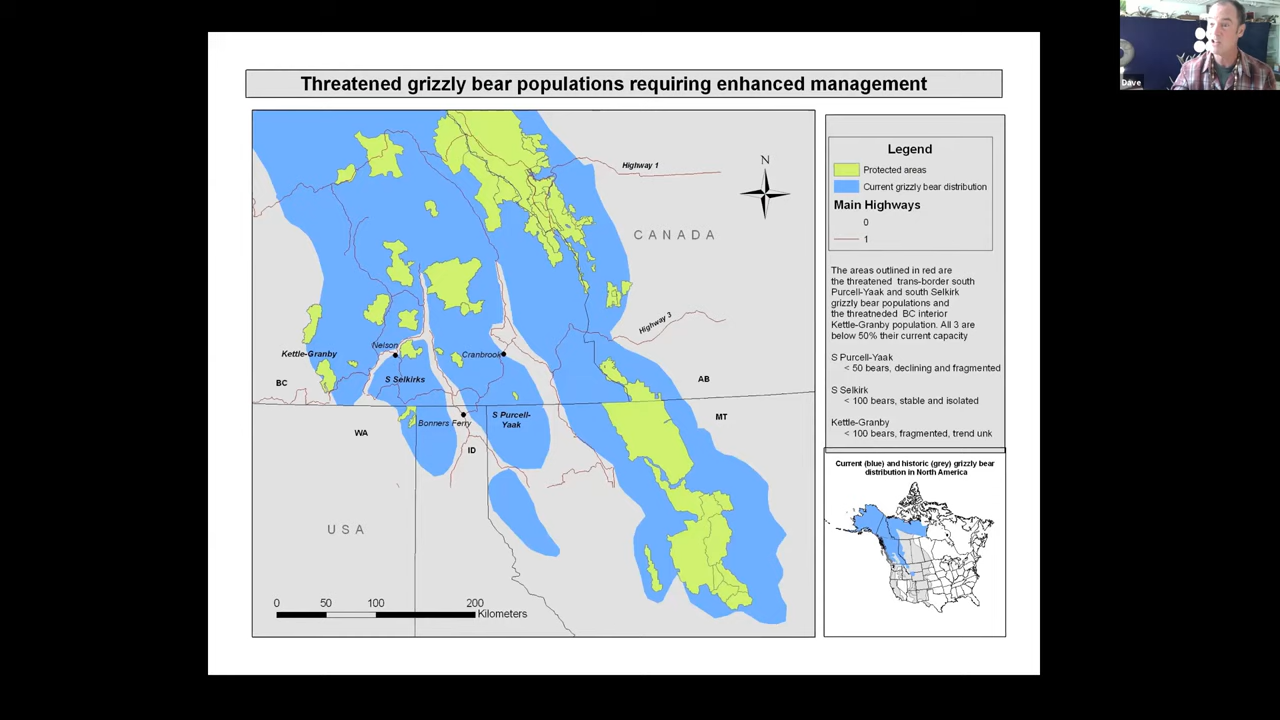 Threatened grizzly bear populations requiring enhanced management
Highway 1
N
CANADA
Highway 3
Nelson
Kettle-Granby
Cranbrook
S Selkirks
BC
AB
WA
Bonners Ferry
S Purcell-
Yaak
MT
ID
USA
0 50 100 200
Kilometers
Legend
Protected areas
Current grizzly bear distribution
Main Highways
0
1
The areas outlined in red are
the threatened trans-border south
Purcell-Yaak and south Selkirk
grizzly bear populations and
the threatneded BC interior
Kettle-Granby population. All 3 are
below 50% their current capacity
S Purcell-Yaak
< 50 bears, declining and fragmented
S Selkirk
< 100 bears, stable and isolated
Kettle-Granby
< 100 bears, fragmented, trend unk
Current (blue) and historic (grey) grizzly bear
distribution in North America
Dave